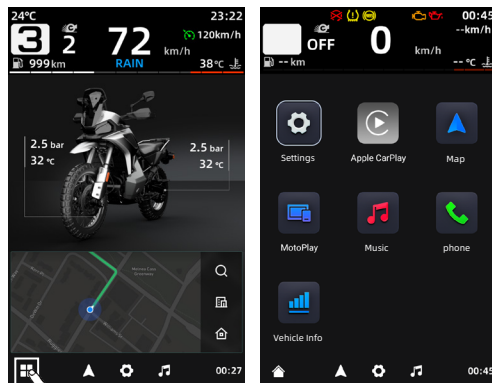 24℃ 23:22
3 2 72 km/h 120km/h
999 km RAIN 38℃
2.5 bar
32 ℃
2.5 bar
32 ℃
00:27
00:45
OFF 0 km/h --km/h
-- km -- ℃
Settings Apple CarPlay Map
MotoPlay Music phone
Vehicle Info
00:45